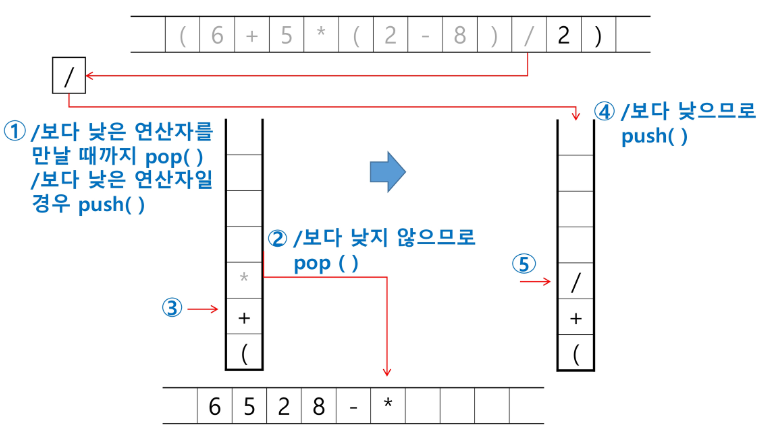 ( 6 + 5 * ( 2 - 8 ) / 2 )
/
① /보다 낮은 연산자를
만날 때까지 pop( )
/보다 낮은 연산자일
경우 push( )
④ /보다 낮으므로
push( )
② /보다 낮지 않으므로
pop ( )
*
③
+
(
⑤
/
+
(
6 5 2 8 - *